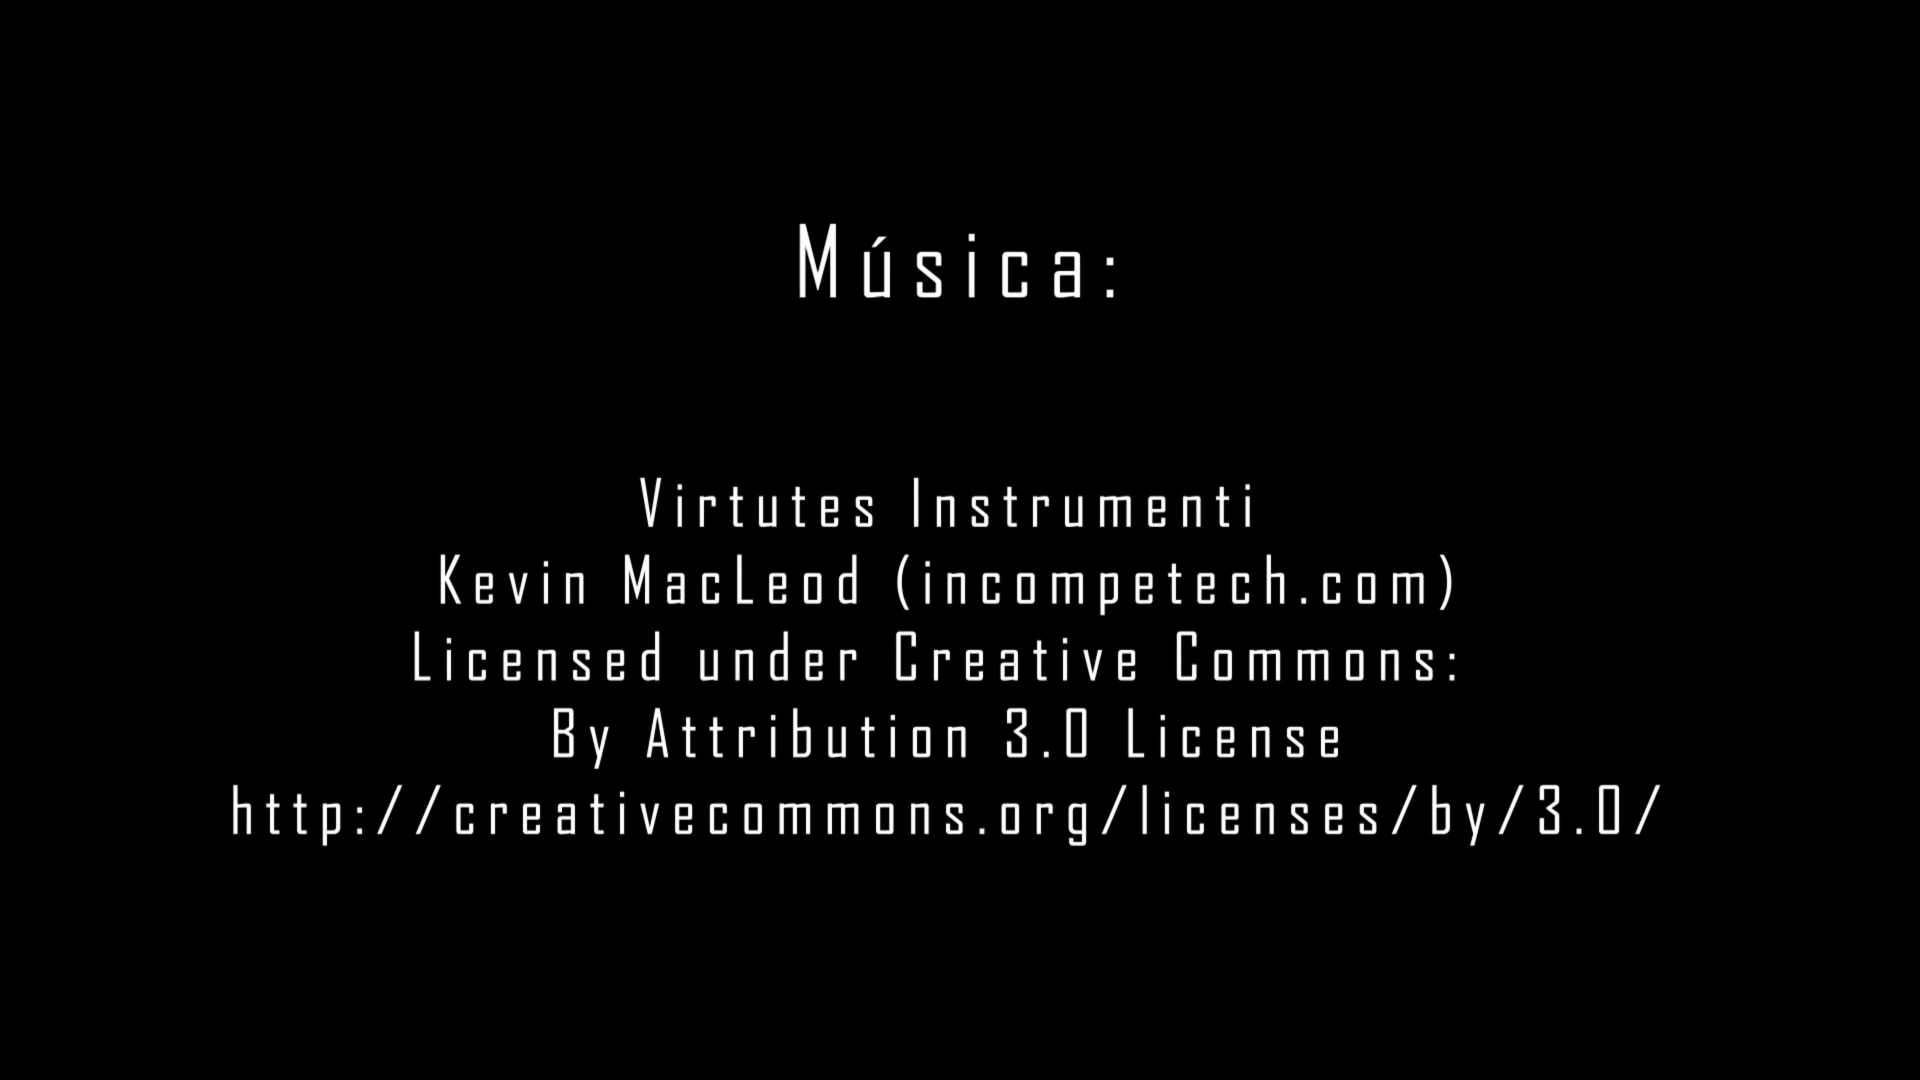 Música:
Virtutes Instrumenti
Kevin MacLeod (incompetech.com)
Licensed under Creative Commons:
By Attribution 3.0 License
http://creativecommons.org/licenses/by/3.0/